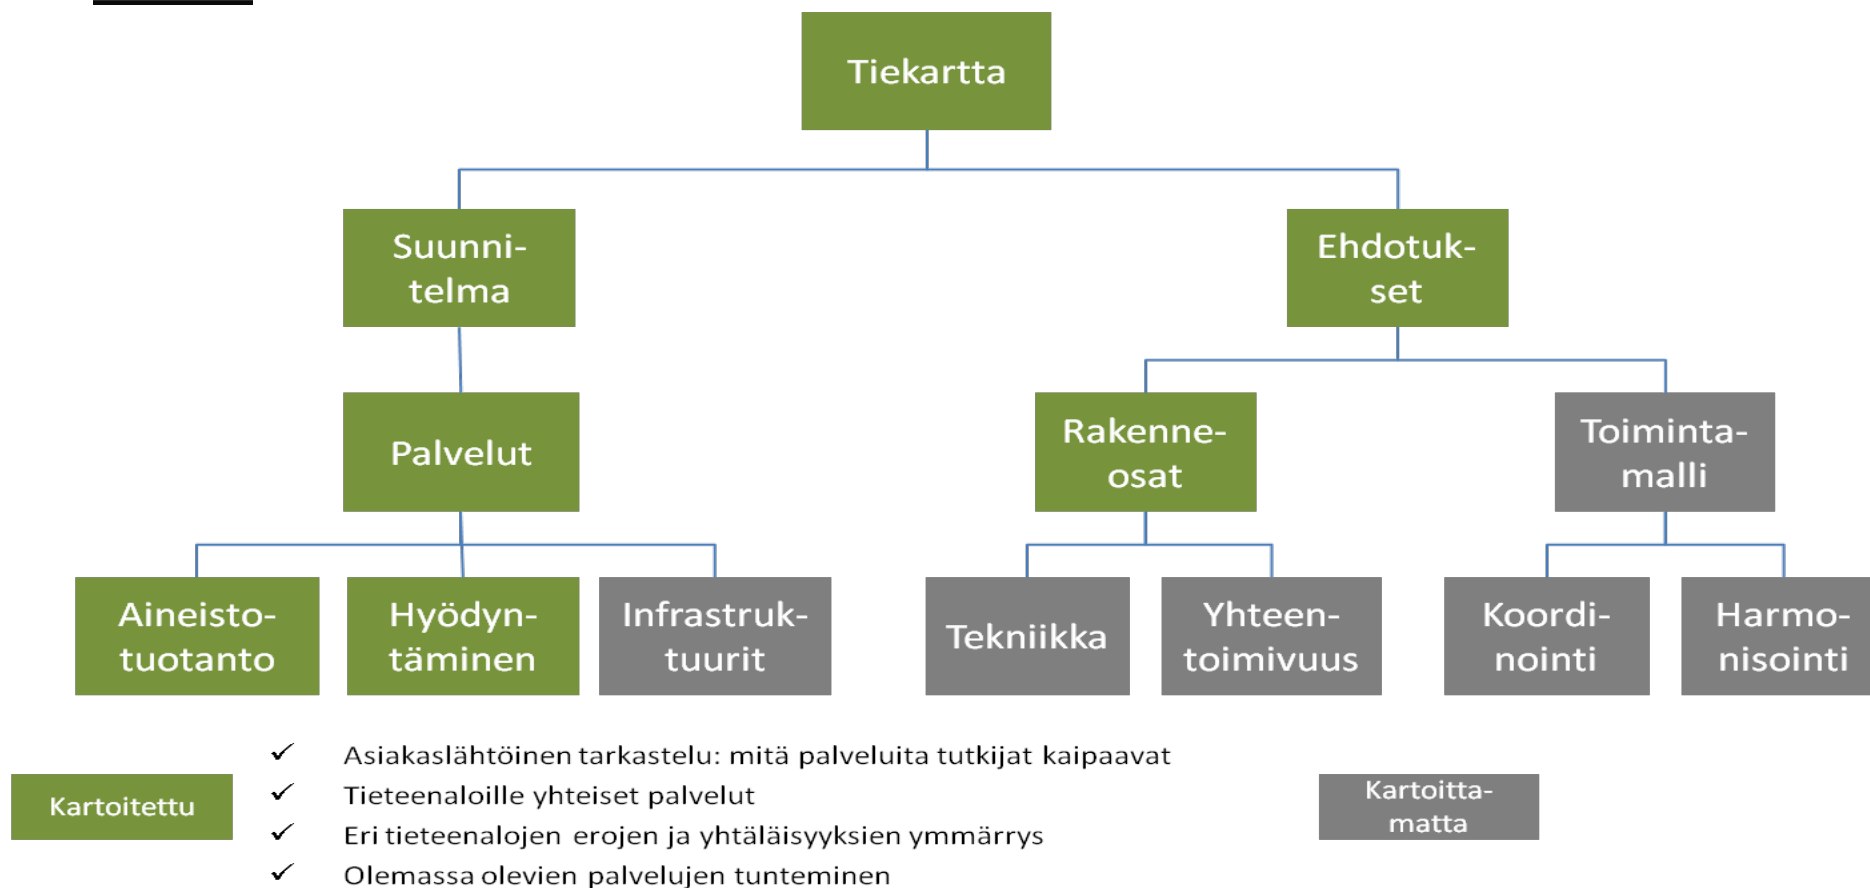 Tiekartta
Suunni-
telma
Ehdotuk-
set
Palvelut
Rakenne-
osat
Toiminta-
malli
Aineisto-
tuotanto
Hyödyn-
täminen
Infrastruk-
tuurit
Tekniikka
Yhteen-
toimivuus
Koordi-
nointi
Harmo-
nisointi
Kartoitettu
✓ Asiakaslähtöinen tarkastelu: mitä palveluita tutkijat kaipaavat
✓ Tieteenaloille yhteiset palvelut
✓ Eri tieteenalojen erojen ja yhtäläisyyksien ymmärrys
✓ Olemassa olevien palvelujen tunteminen
Kartoitta-
matta